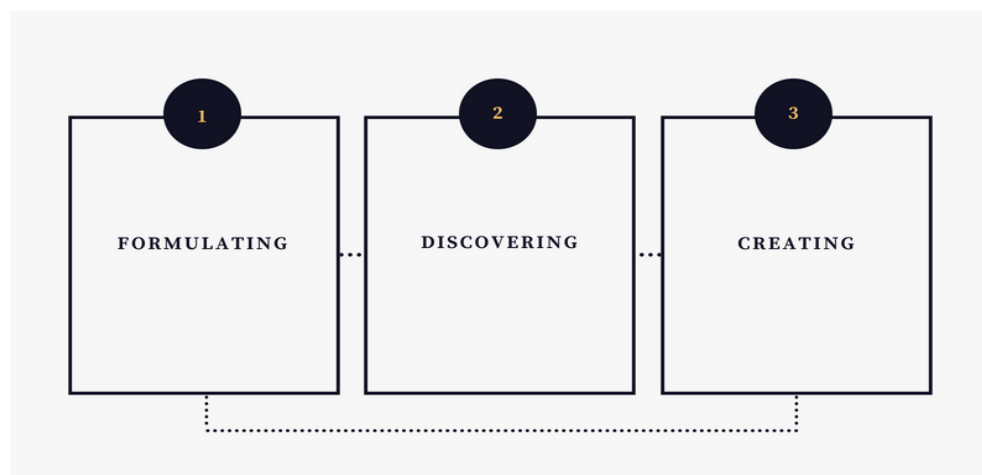 1
2
3
FORMULATING
DISCOVERING
CREATING